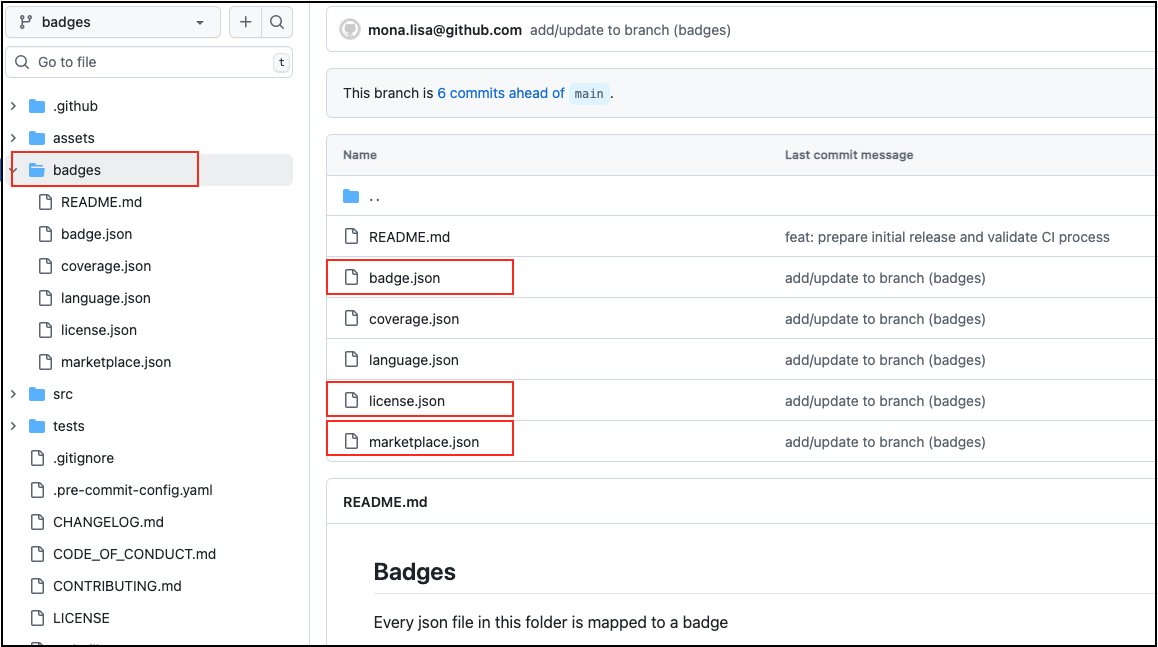 badges
Go to file
t
.github
assets
badges
README.md
badge.json
coverage.json
language.json
license.json
marketplace.json
src
tests
.gitignore
.pre-commit-config.yaml
CHANGELOG.md
CODE_OF_CONDUCT.md
CONTRIBUTING.md
LICENSE
mona.lisa@github.com add/update to branch (badges)
This branch is 6 commits ahead of main .
Name Last commit message
..
README.md feat: prepare initial release and validate CI process
badge.json add/update to branch (badges)
coverage.json add/update to branch (badges)
language.json add/update to branch (badges)
license.json add/update to branch (badges)
marketplace.json add/update to branch (badges)
README.md
Badges
Every json file in this folder is mapped to a badge